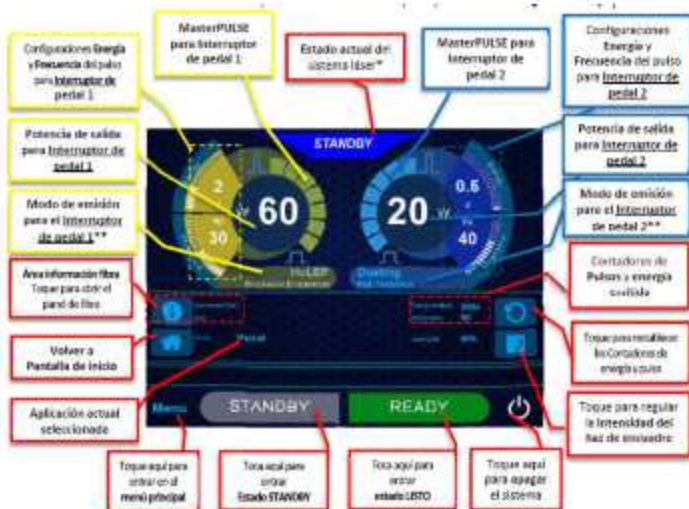 Configuraciones Energía
y Frecuencia del pulso
para Interruptor de
pedal 1
MasterPULSE
para Interruptor
de pedal 1
Estado actual del
sistema láser*
MasterPULSE para
Interruptor de
pedal 2
Configuraciones
Energía y
Frecuencia del pulso
para Interruptor de
pedal 2
Potencia de salida
para Interruptor de
pedal 1
Potencia de salida
para Interruptor de
pedal 2
Modo de emisión
para el Interruptor
de pedal 1**
Modo de emisión
para el Interruptor
de pedal 2**
STANDBY
2
60
30
20
0.5
40
Dusting
Área información fibra
Toque para abrir el
panel de fibra
Contadores de
Pulsos y energía
emitida
Volver a
Pantalla de inicio
Toque para restablecer
los Contadores de
energía y pulso
Aplicación actual
seleccionada
Toque para regular
la intensidad del
haz de encuadre
Menu
STANDBY
READY
Toque aquí para
entrar en el
menú principal
Toca aquí para
entrar
Estado STANDBY
Toca aquí para
entrar
estado LISTO
Toque aquí
para apagar
el sistema